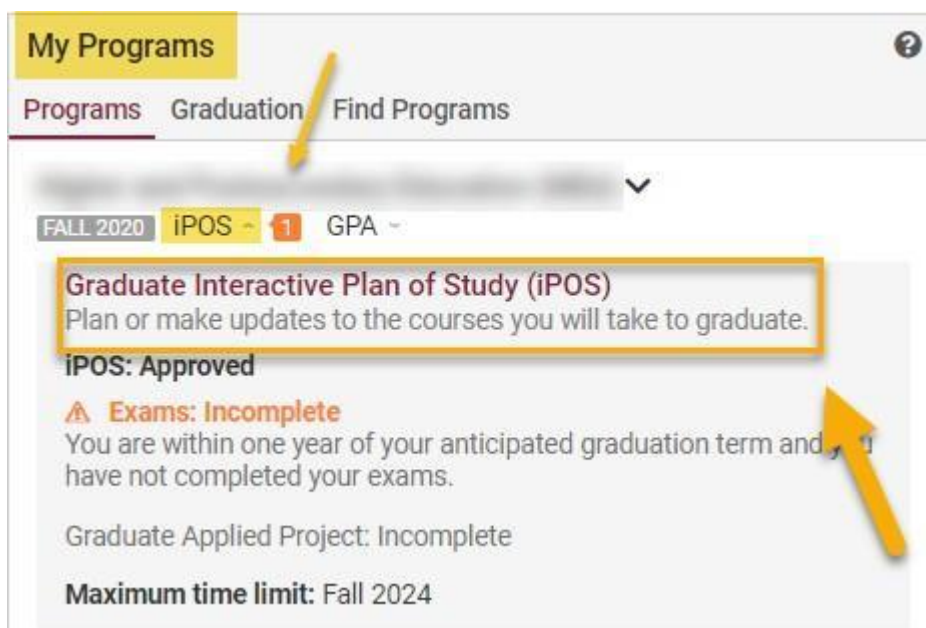 My Programs
Programs Graduation Find Programs
FALL 2020 iPOS 1 GPA
Graduate Interactive Plan of Study (iPOS)
Plan or make updates to the courses you will take to graduate.
iPOS: Approved
Exams: Incomplete
You are within one year of your anticipated graduation term and
have not completed your exams.
Graduate Applied Project: Incomplete
Maximum time limit: Fall 2024